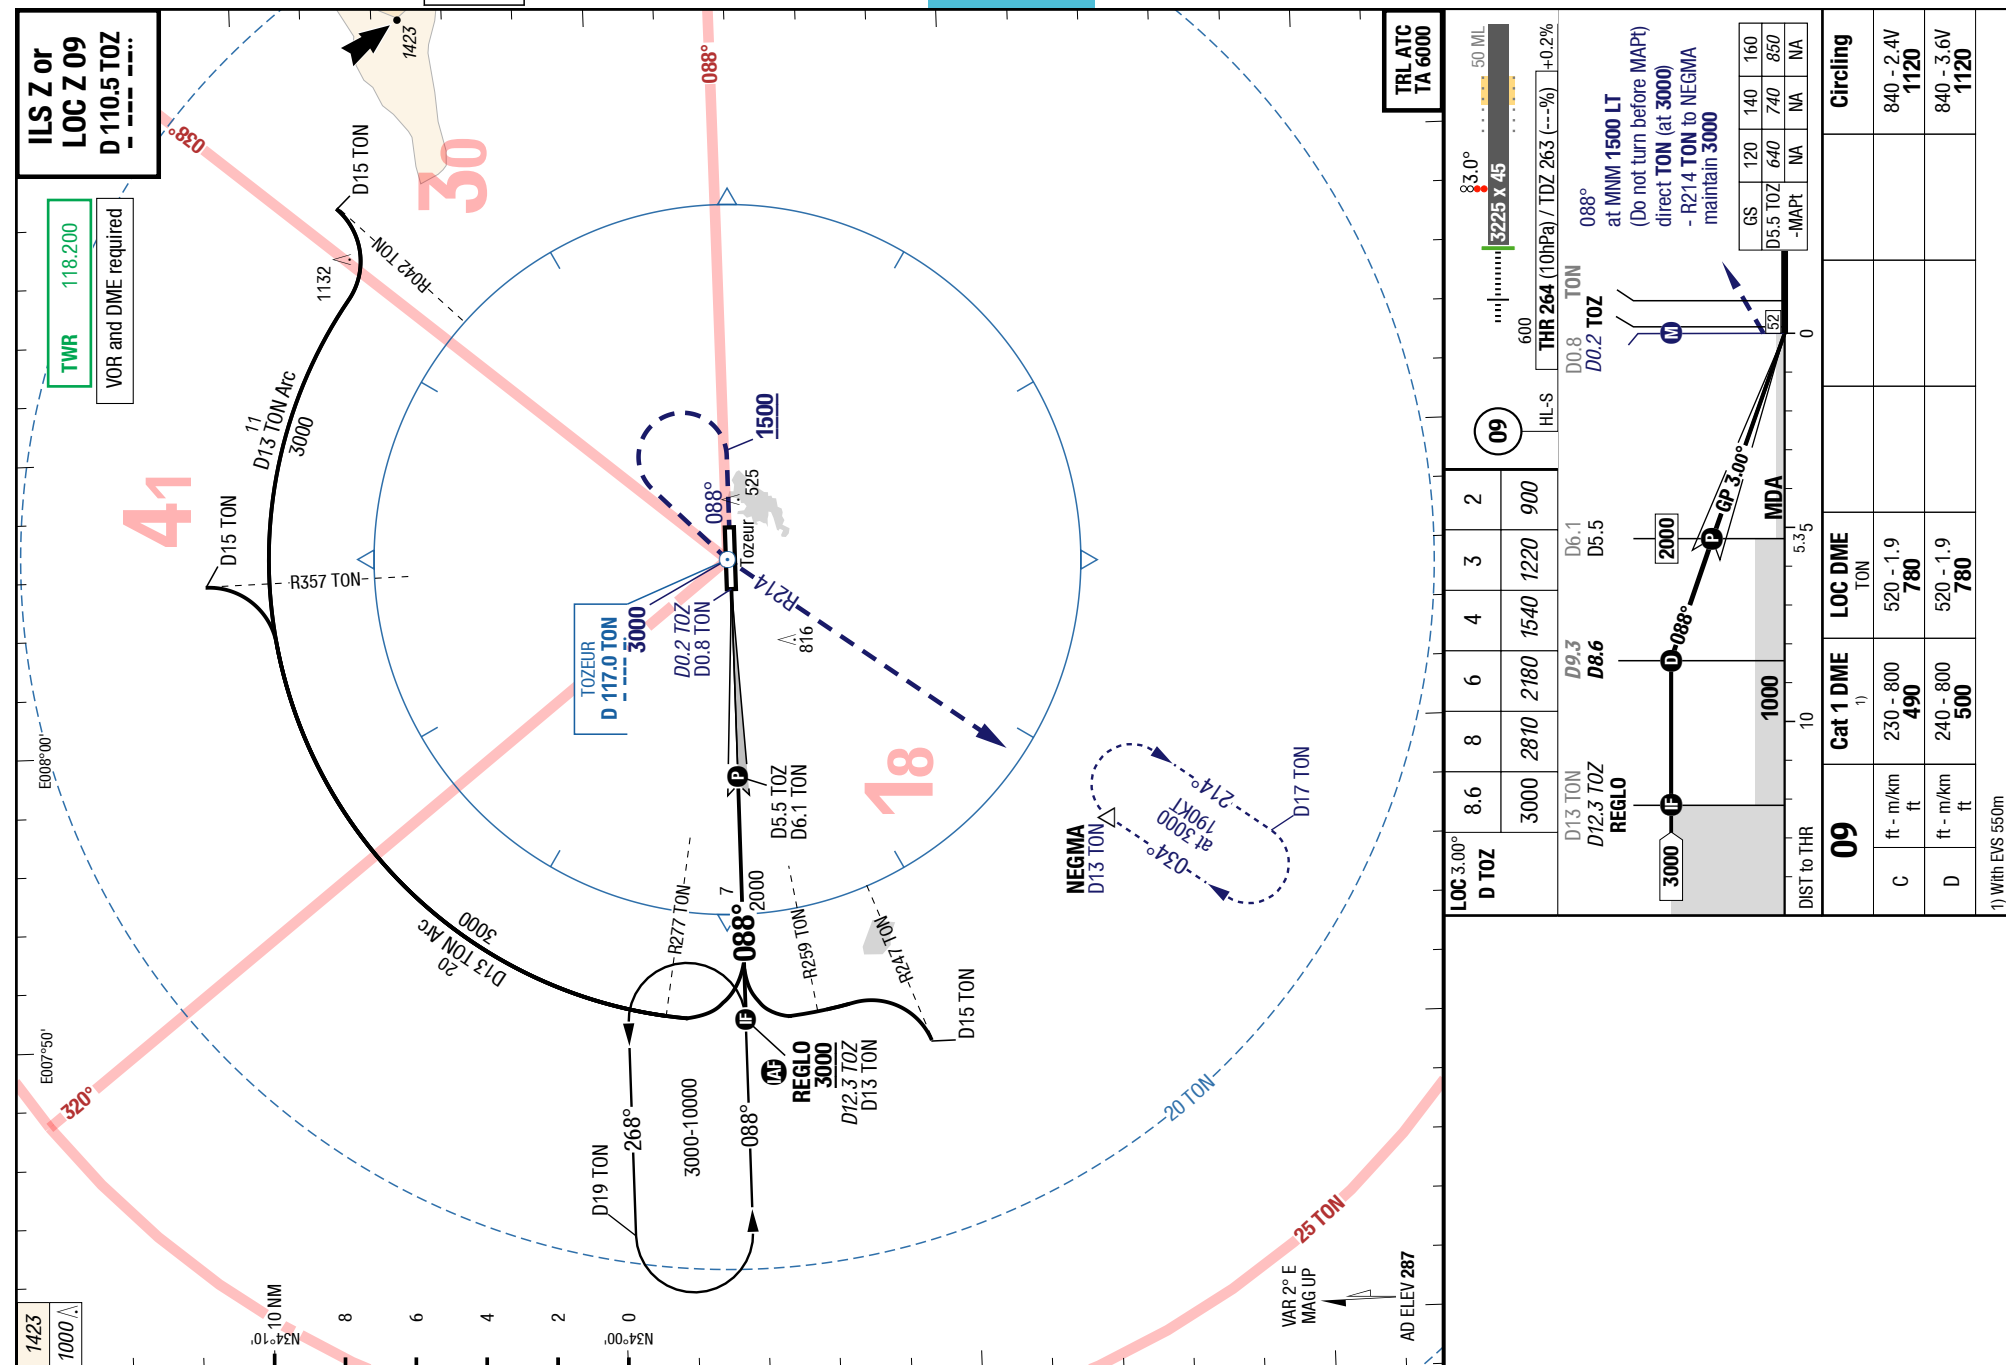 ILS Z or
LOC Z 09
D 110.5 TOZ
TWR 118.200
VOR and DME required
TRL ATC
TA 6000
1423
038°
088°
320°
30
41
18
D15 TON
R042 TON
1132
11
D13 TON Arc
3000
D15 TON
R357 TON
1500
088°
525
Tozeur
TOZEUR
D 117.0 TON
3000
D0.2 TOZ
D0.8 TON
R214
816
D5.5 TOZ
D6.1 TON
7
2000
088°
R277 TON
R259 TON
R247 TON
D15 TON
20
D13 TON Arc
3000
IF
IAF
P
REGLO
3000
D12.3 TOZ
D13 TON
268°
3000-10000
088°
D19 TON
NEGMA
D13 TON
214°
at 3000
190KT
034°
D17 TON
20 TON
25 TON
E008°00'
E007°50'
N34°10'
N34°00'
10 NM
8
6
4
2
0
1423
1000
VAR 2° E
MAG UP
AD ELEV 287
LOC 3.00°
D TOZ
8.6 8 6 4 3 2
3000 2810 2180 1540 1220 900
09
HL-S
600
3.0°
3225 x 45
50 ML
THR 264 (10hPa) / TDZ 263 (---%) +0.2%
D13 TON
D12.3 TOZ
REGLO
D9.3
D8.6
D6.1
D5.5
D0.8 TON
D0.2 TOZ
088°
at MNM 1500 LT
(Do not turn before MAPt)
direct TON (at 3000)
- R214 TON to NEGMA
maintain 3000
GS 120 140 160
D5.5 TOZ 640 740 850
-MAPt NA NA NA
3000
IF
D
088°
2000
P
GP 3.00°
M
MDA
1000
52
DIST to THR
10
5.3
5
0
09
Cat 1 DME
1)
LOC DME
TON
Circling
C
ft - m/km
ft
230 - 800
490
520 - 1.9
780
840 - 2.4V
1120
D
ft - m/km
ft
240 - 800
500
520 - 1.9
780
840 - 3.6V
1120
1) With EVS 550m